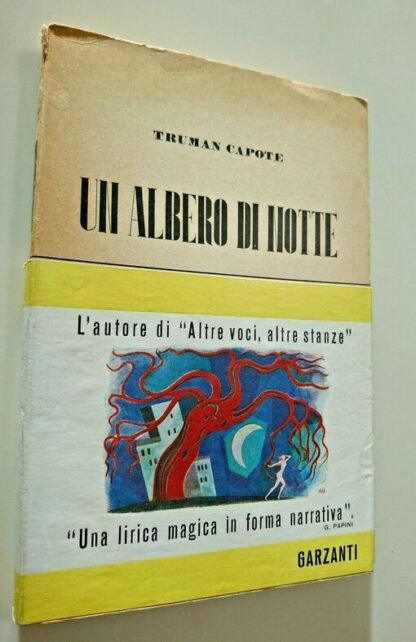 TRUMAN CAPOTE
UN ALBERO DI NOTTE
L'autore di "Altre voci, altre stanze"
"Una lirica magica in forma narrativa".
G. PAPINI
GARZANTI